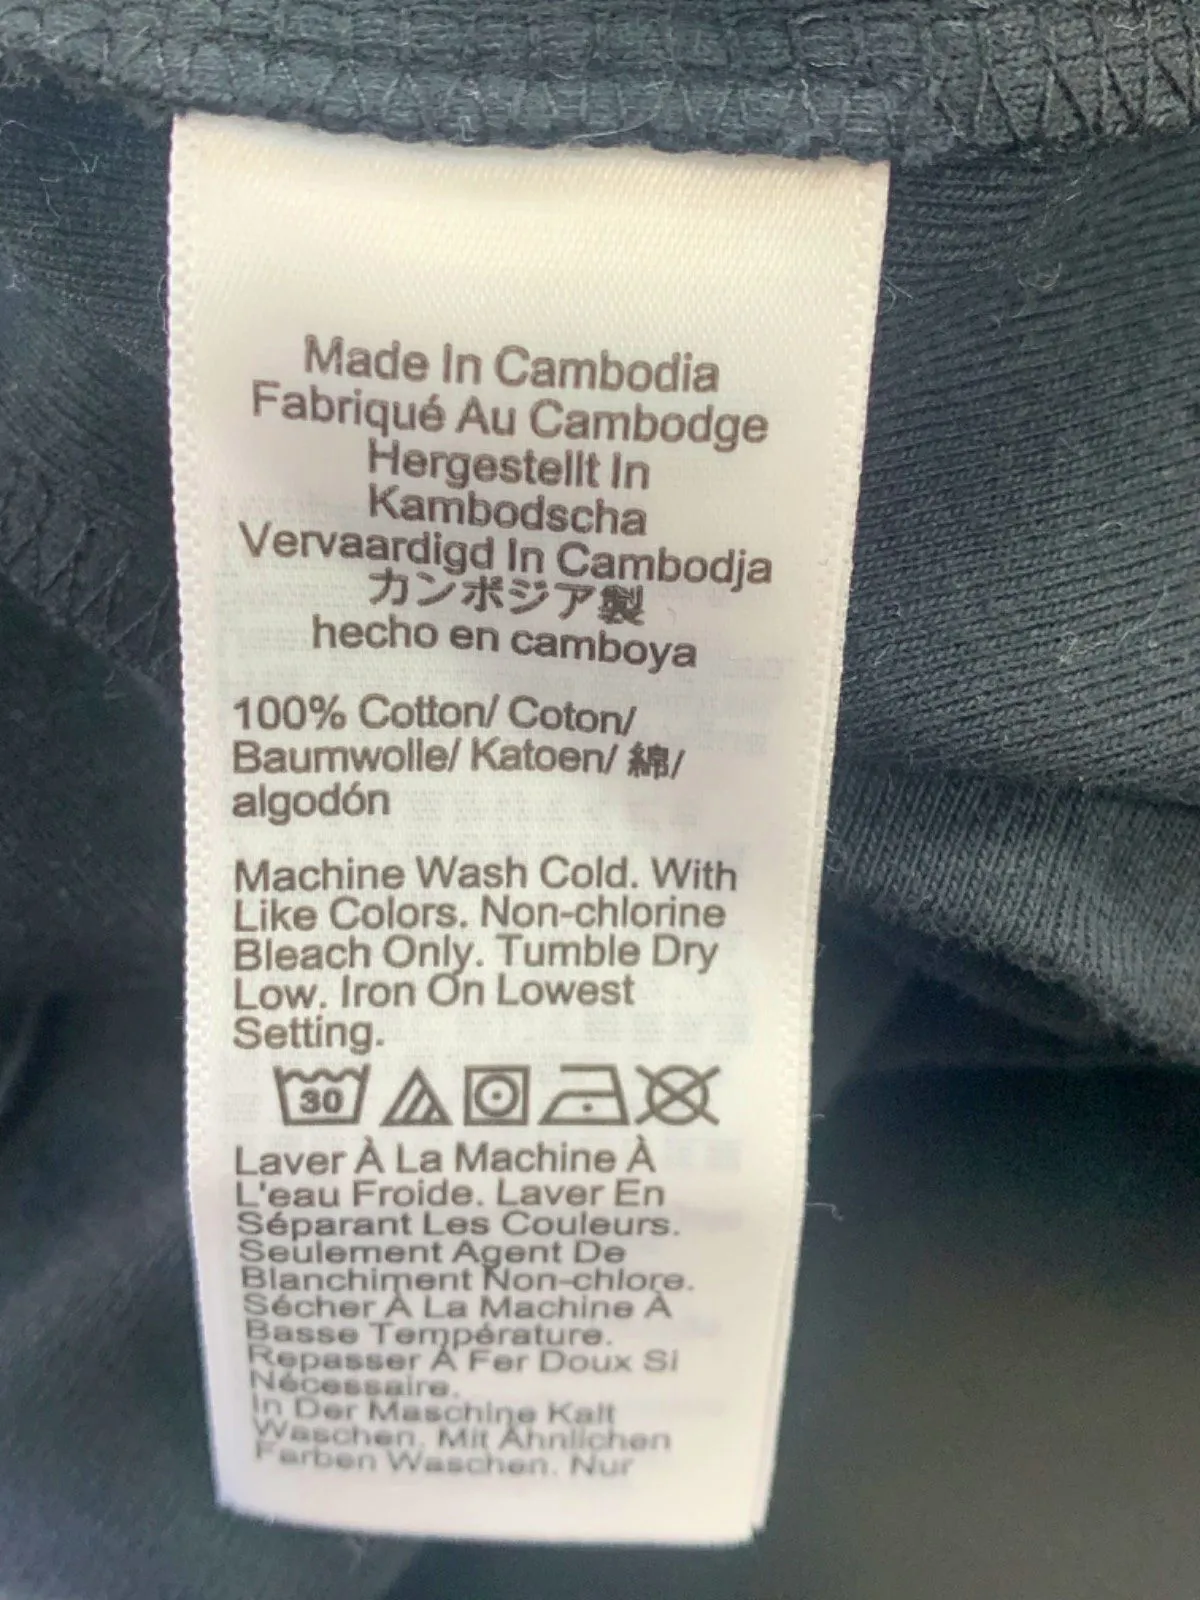 Made In Cambodia
Fabriqué Au Cambodge
Hergestellt In
Kambodscha
Vervaardigd In Cambodja
カンボジア製
hecho en camboya
100% Cotton/ Coton/
Baumwolle/ Katoen/ 綿/
algodón
Machine Wash Cold. With
Like Colors. Non-chlorine
Bleach Only. Tumble Dry
Low. Iron On Lowest
Setting.
30
Laver À La Machine À
L'eau Froide. Laver En
Séparant Les Couleurs.
Seulement Agent De
Blanchiment Non-chlore.
Sécher À La Machine À
Basse Température.
Repasser À Fer Doux Si
Nécessaire.
In Der Maschine Kalt
Waschen. Mit Ähnlichen
Farben Waschen. Nur